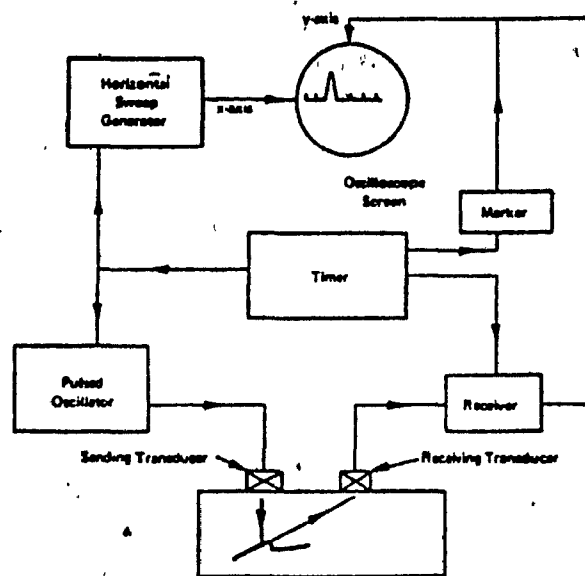 y-axis
Horizontal
Sweep
Generator
x-axis
Oscilloscope
Screen
Marker
Timer
Pulsed
Oscillator
Receiver
Sending Transducer
Receiving Transducer